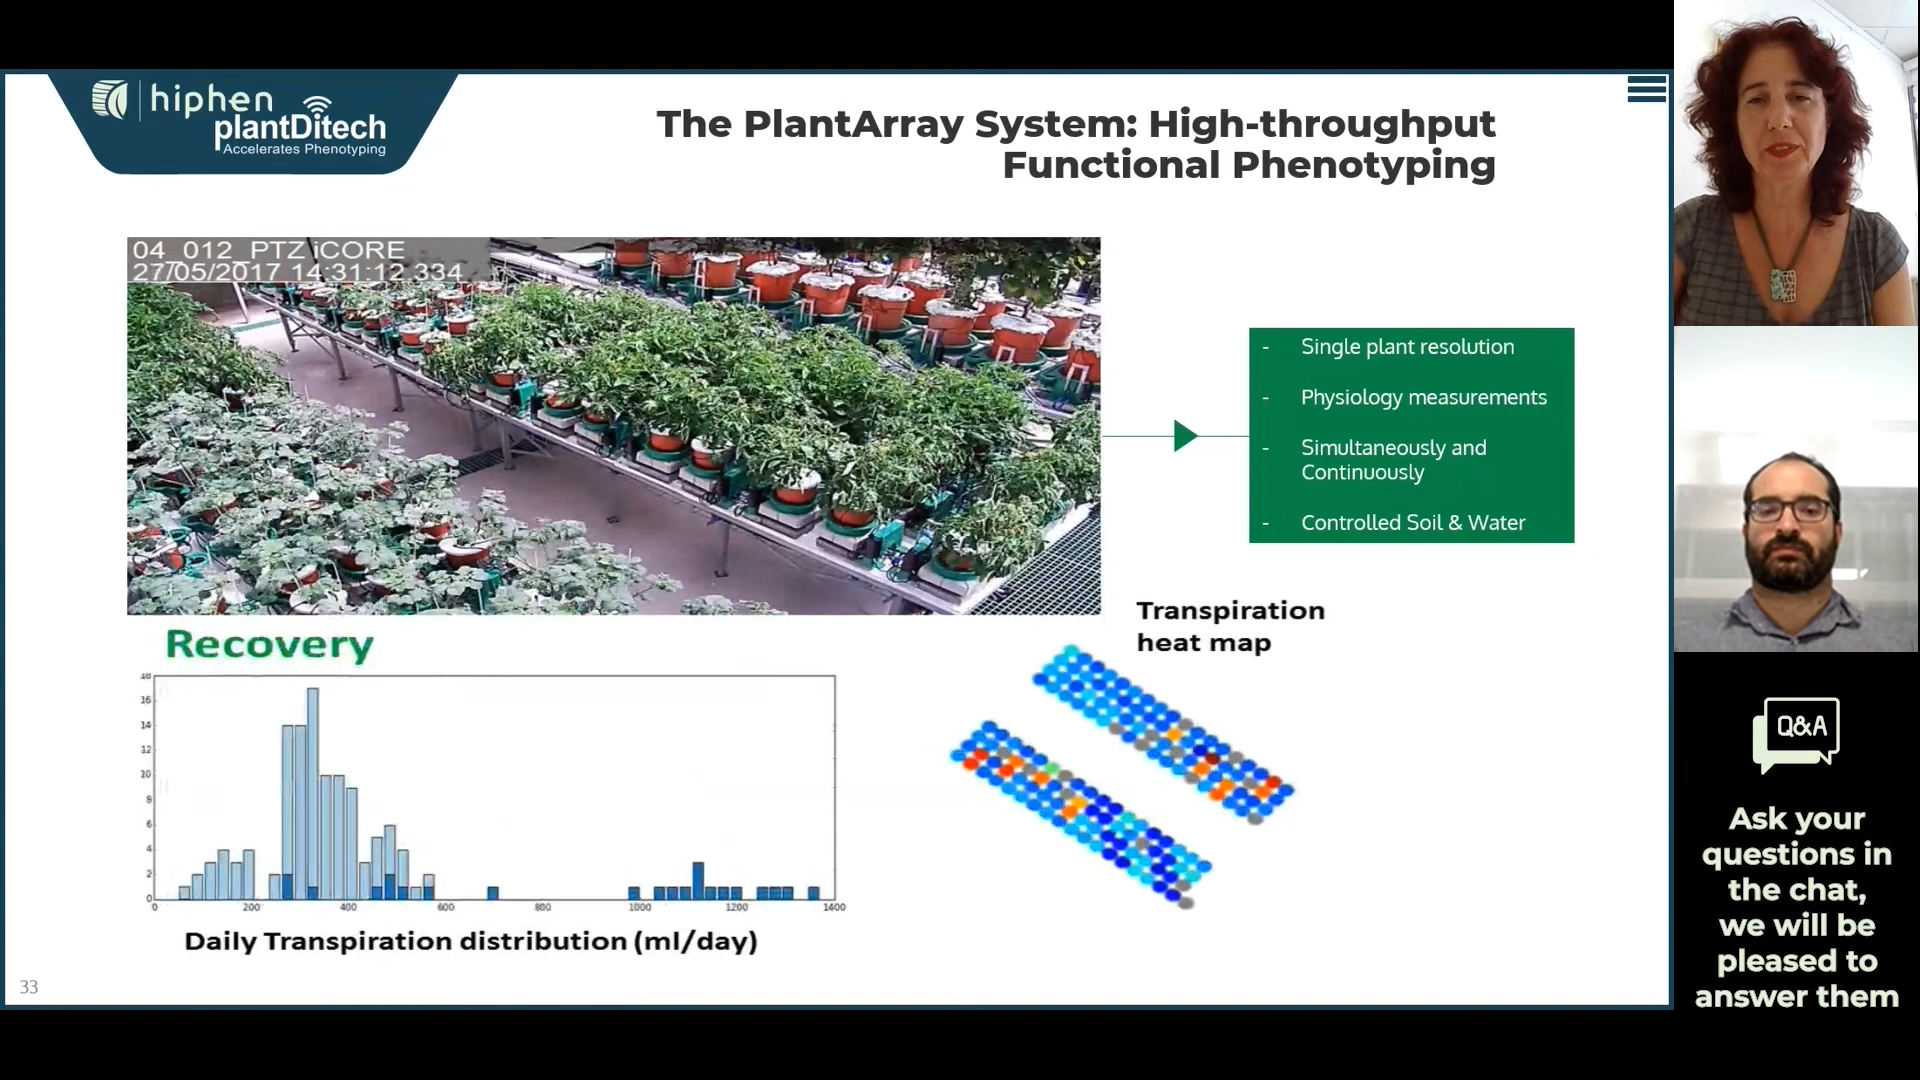 hiphen
plantDitech
Accelerates Phenotyping
The PlantArray System: High-throughput
Functional Phenotyping
04_012_PTZ iCORE
27/05/2017 14:31:12.334
- Single plant resolution
- Physiology measurements
- Simultaneously and
Continuously
- Controlled Soil & Water
Recovery
Transpiration
heat map
18
16
14
12
10
8
6
4
2
0
0 200 400 600 800 1000 1200 1400
Daily Transpiration distribution (ml/day)
33
Q&A
Ask your
questions in
the chat,
we will be
pleased to
answer them